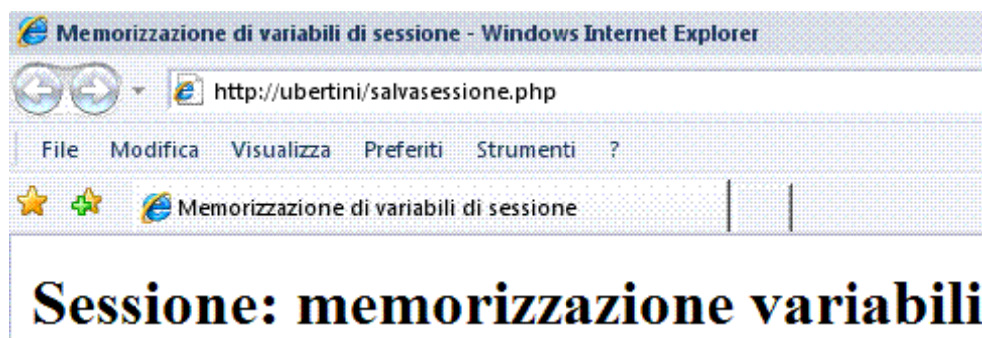 Memorizzazione di variabili di sessione - Windows Internet Explorer
http://ubertini/salvasessione.php
File Modifica Visualizza Preferiti Strumenti ?
Memorizzazione di variabili di sessione
Sessione: memorizzazione variabili